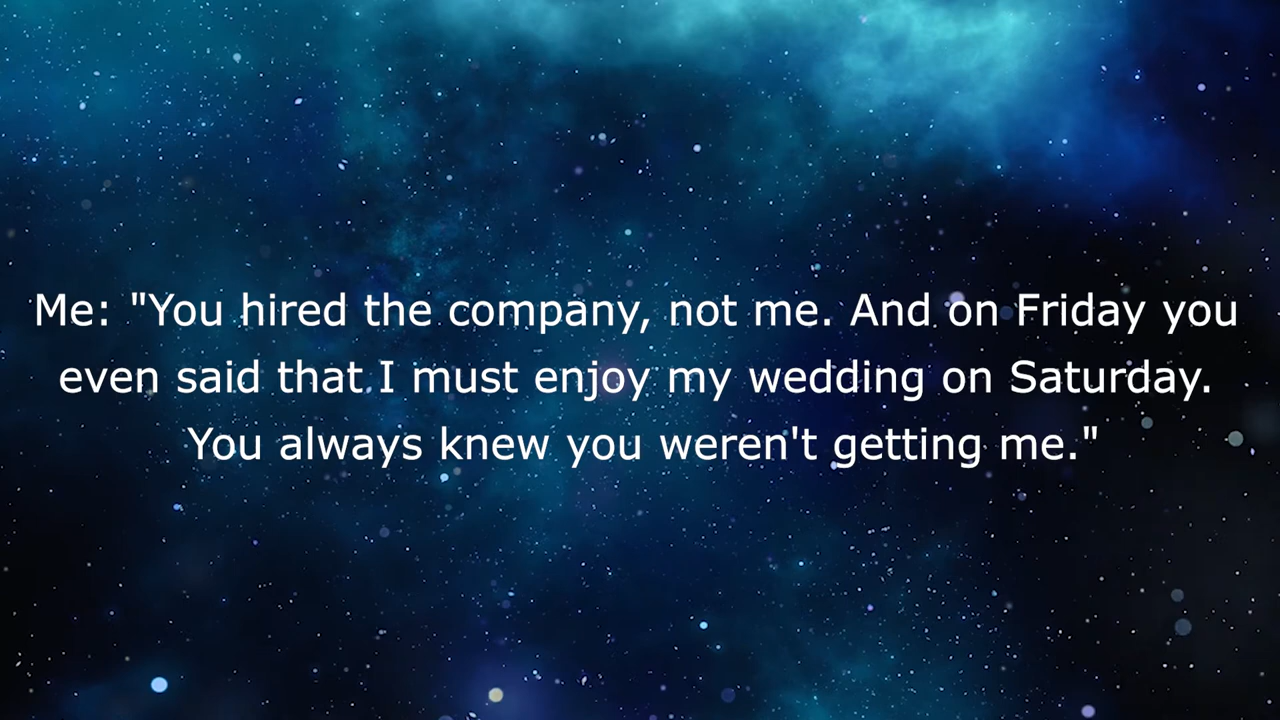 Me: "You hired the company, not me. And on Friday you
even said that I must enjoy my wedding on Saturday.
You always knew you weren't getting me."